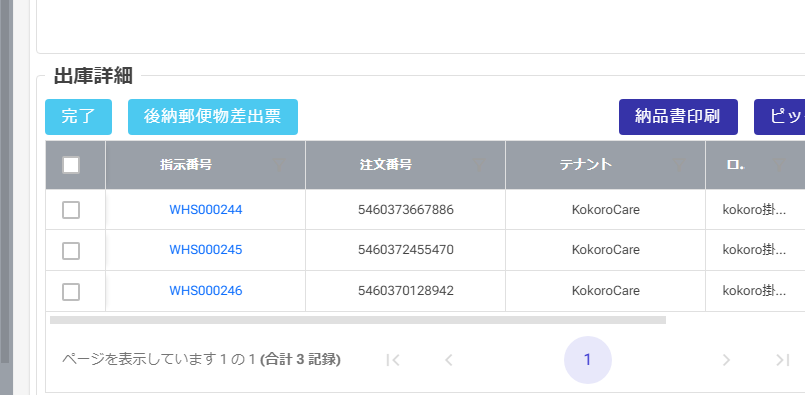 出庫詳細
完了 後納郵便物差出票 納品書印刷 ピッ
指示番号 注文番号 テナント ロ..
WHS000244 5460373667886 KokoroCare kokoro掛...
WHS000245 5460372455470 KokoroCare kokoro掛...
WHS000246 5460370128942 KokoroCare kokoro掛...
ページを表示しています 1 の 1 (合計 3 記録) 1